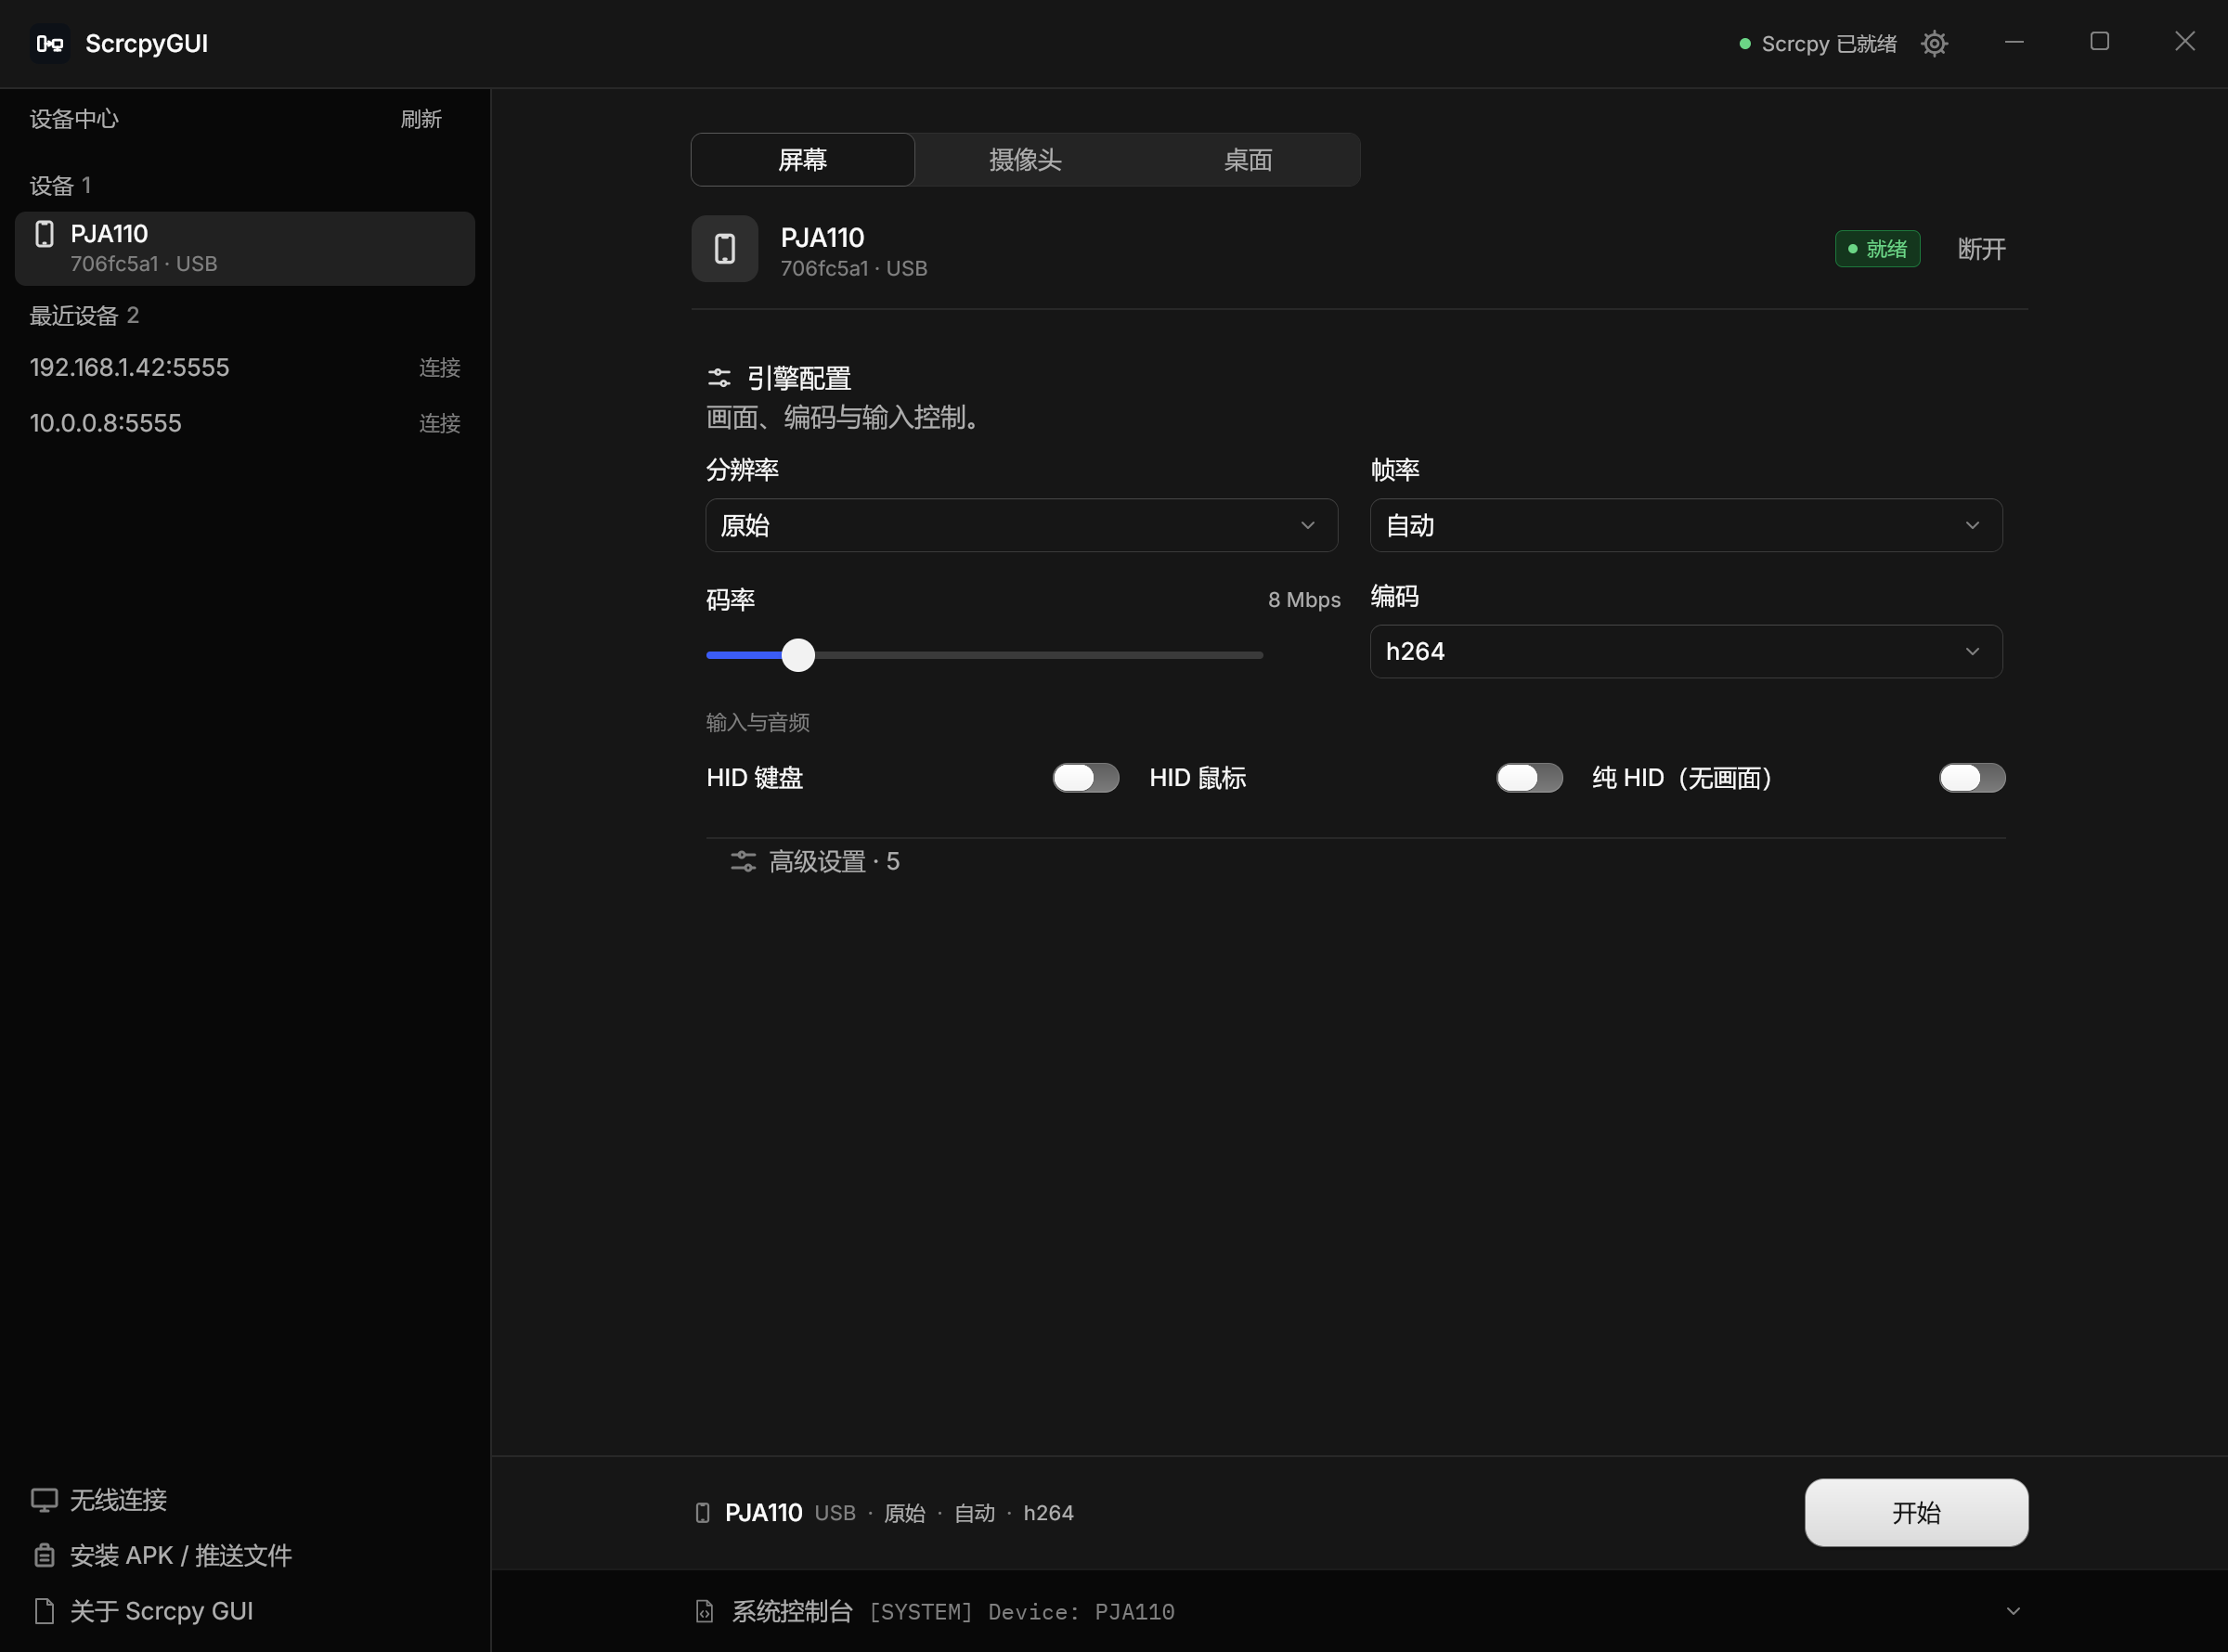 ScrcpyGUI
Scrcpy 已就绪
设备中心 刷新
设备 1
PJA110
706fc5a1 · USB
最近设备 2
192.168.1.42:5555 连接
10.0.0.8:5555 连接
无线连接
安装 APK / 推送文件
关于 Scrcpy GUI
屏幕 摄像头 桌面
PJA110
706fc5a1 · USB
就绪 断开
引擎配置
画面、编码与输入控制。
分辨率
原始
帧率
自动
码率 8 Mbps
编码
h264
输入与音频
HID 键盘 HID 鼠标 纯 HID（无画面）
高级设置 · 5
PJA110 USB · 原始 · 自动 · h264
开始
系统控制台 [SYSTEM] Device: PJA110